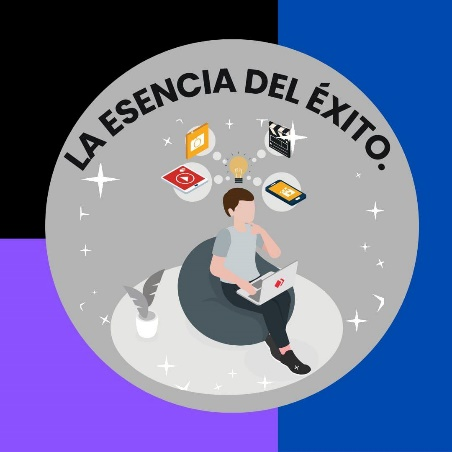 LA ESENCIA DEL ÉXITO.